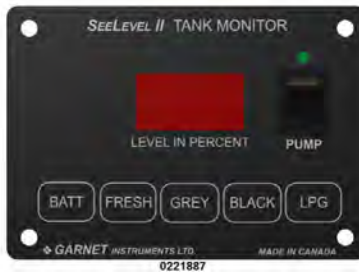 SEELEVEL II TANK MONITOR
LEVEL IN PERCENT
PUMP
BATT FRESH GREY BLACK LPG
GARNET INSTRUMENTS LTD. MADE IN CANADA
0221887